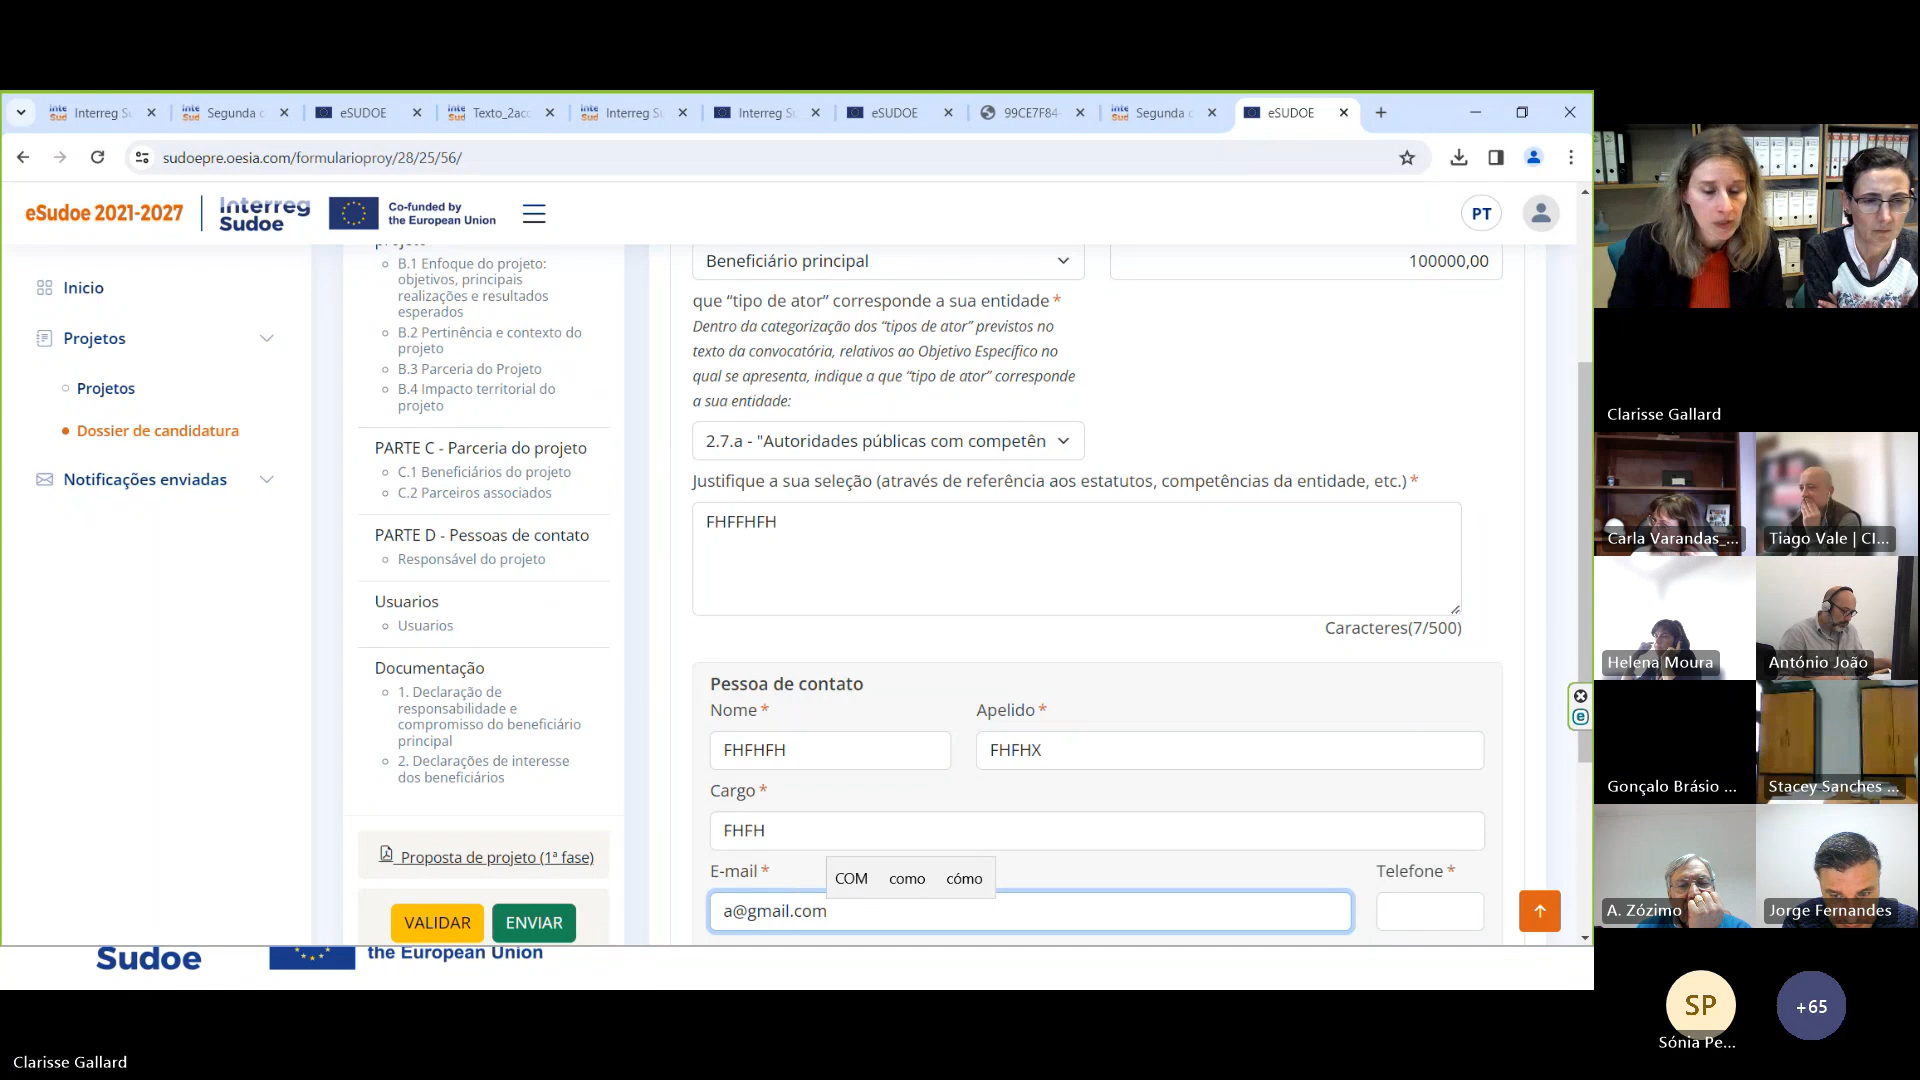 Interreg S
Segunda c
eSUDOE
Texto_2acc
Interreg Su
Interreg S
eSUDOE
99CE7F84-
Segunda c
eSUDOE
sudoepre.oesia.com/formularioproy/28/25/56/
eSudoe 2021-2027
Interreg
Sudoe
Co-funded by
the European Union
PT
Inicio
Projetos
Projetos
Dossier de candidatura
Notificações enviadas
projeto
B.1 Enfoque do projeto:
objetivos, principais
realizações e resultados
esperados
B.2 Pertinência e contexto do
projeto
B.3 Parceria do Projeto
B.4 Impacto territorial do
projeto
PARTE C - Parceria do projeto
C.1 Beneficiários do projeto
C.2 Parceiros associados
PARTE D - Pessoas de contato
Responsável do projeto
Usuarios
Usuarios
Documentação
1. Declaração de
responsabilidade e
compromisso do beneficiário
principal
2. Declarações de interesse
dos beneficiários
Proposta de projeto (1ª fase)
VALIDAR
ENVIAR
Beneficiário principal
100000,00
que “tipo de ator” corresponde a sua entidade *
Dentro da categorização dos “tipos de ator” previstos no
texto da convocatória, relativos ao Objetivo Específico no
qual se apresenta, indique a que “tipo de ator” corresponde
a sua entidade:
2.7.a - "Autoridades públicas com competên
Justifique a sua seleção (através de referência aos estatutos, competências da entidade, etc.) *
FHFFHFH
Caracteres(7/500)
Pessoa de contato
Nome *
Apelido *
FHFHFH
FHFHX
Cargo *
FHFH
E-mail *
COM como cómo
Telefone *
a@gmail.com
Sudoe
the European Union
Clarisse Gallard
Carla Varandas_...
Tiago Vale | CI...
Helena Moura
António João
Gonçalo Brásio ...
Stacey Sanches ...
A. Zózimo
Jorge Fernandes
SP
+65
Sónia Pe...
Clarisse Gallard